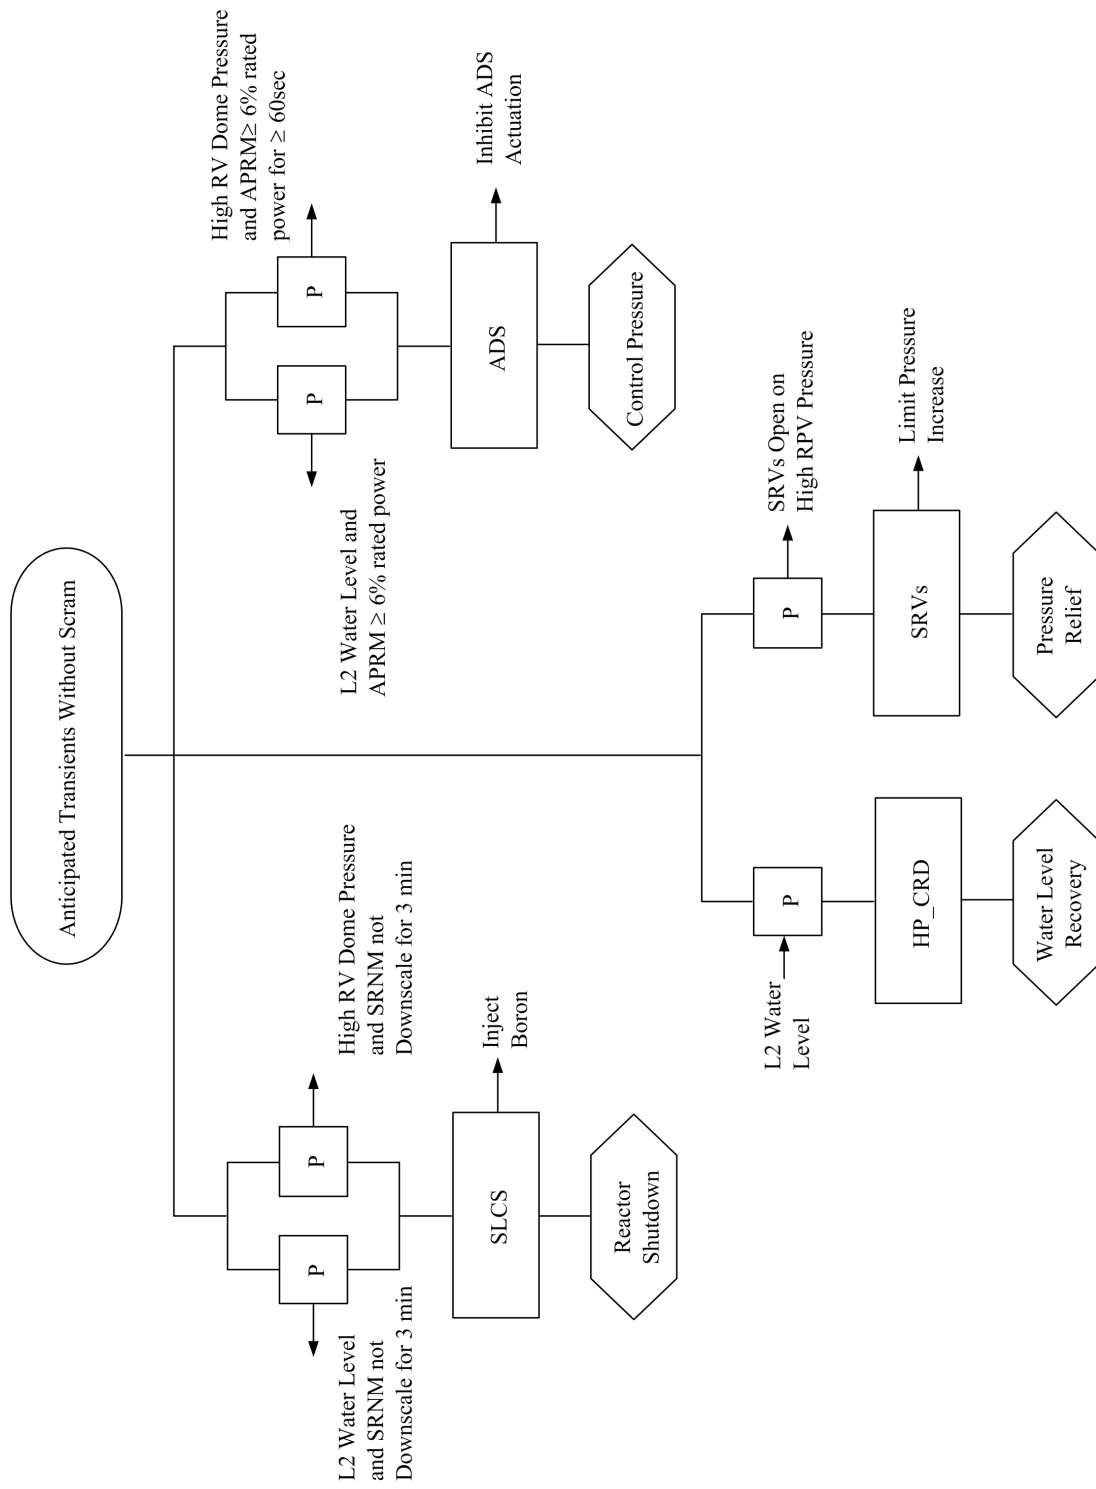 Anticipated Transients Without Scram
L2 Water Level
and SRNM not
Downscale for 3 min
P
P
High RV Dome Pressure
and SRNM not
Downscale for 3 min
SLCS
Inject
Boron
Reactor
Shutdown
L2 Water Level and
APRM ≥ 6% rated power
P
P
High RV Dome Pressure
and APRM≥ 6% rated
power for ≥ 60sec
ADS
Inhibit ADS
Actuation
Control Pressure
L2 Water
Level
P
HP_CRD
Water Level
Recovery
P
SRVs Open on
High RPV Pressure
SRVs
Limit Pressure
Increase
Pressure
Relief